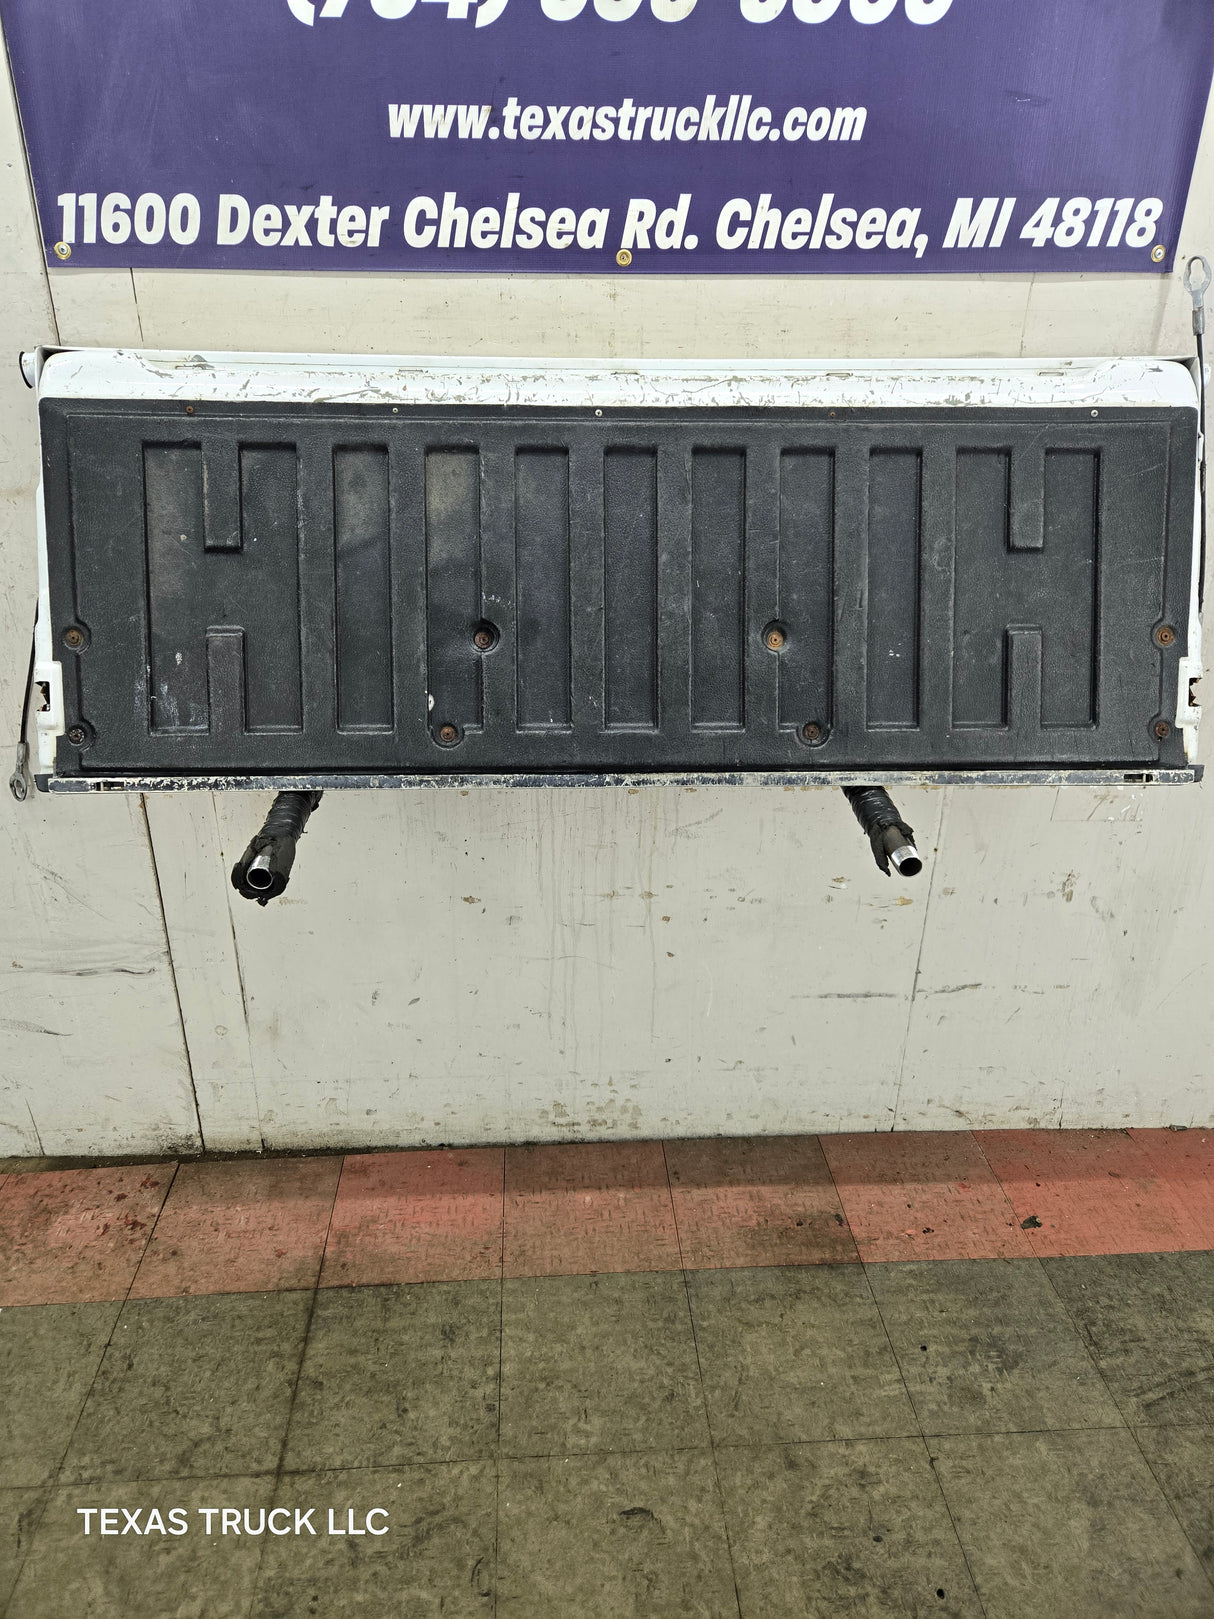 www.texastruckllc.com
11600 Dexter Chelsea Rd. Chelsea, MI 48118
TEXAS TRUCK LLC